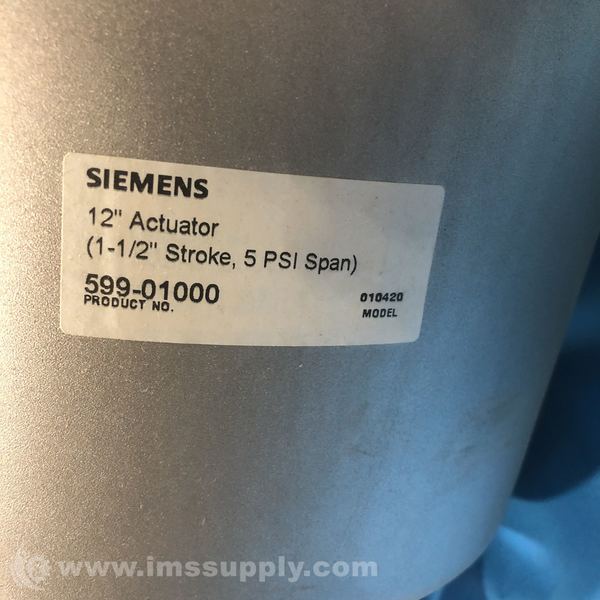 SIEMENS
12" Actuator
(1-1/2" Stroke, 5 PSI Span)
599-01000
PRODUCT NO.
010420
MODEL
www.imssupply.com